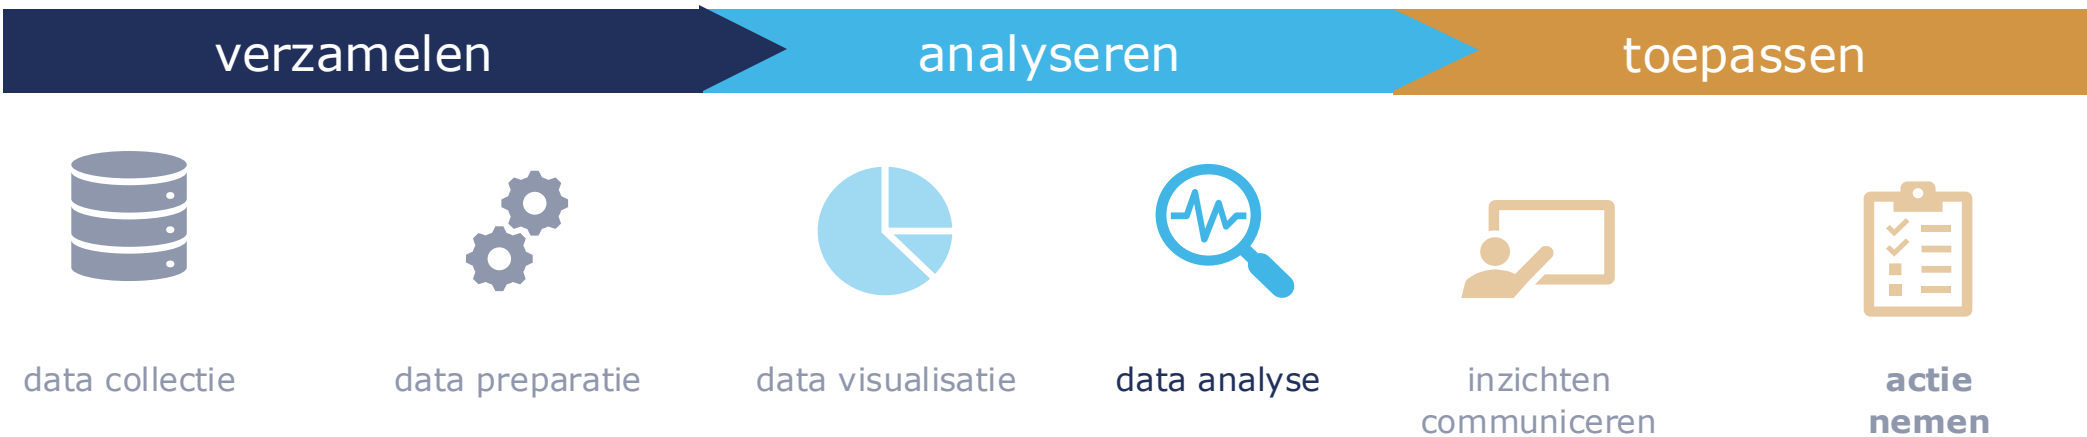 verzamelen
analyseren
toepassen
data collectie
data preparatie
data visualisatie
data analyse
inzichten
communiceren
actie
nemen